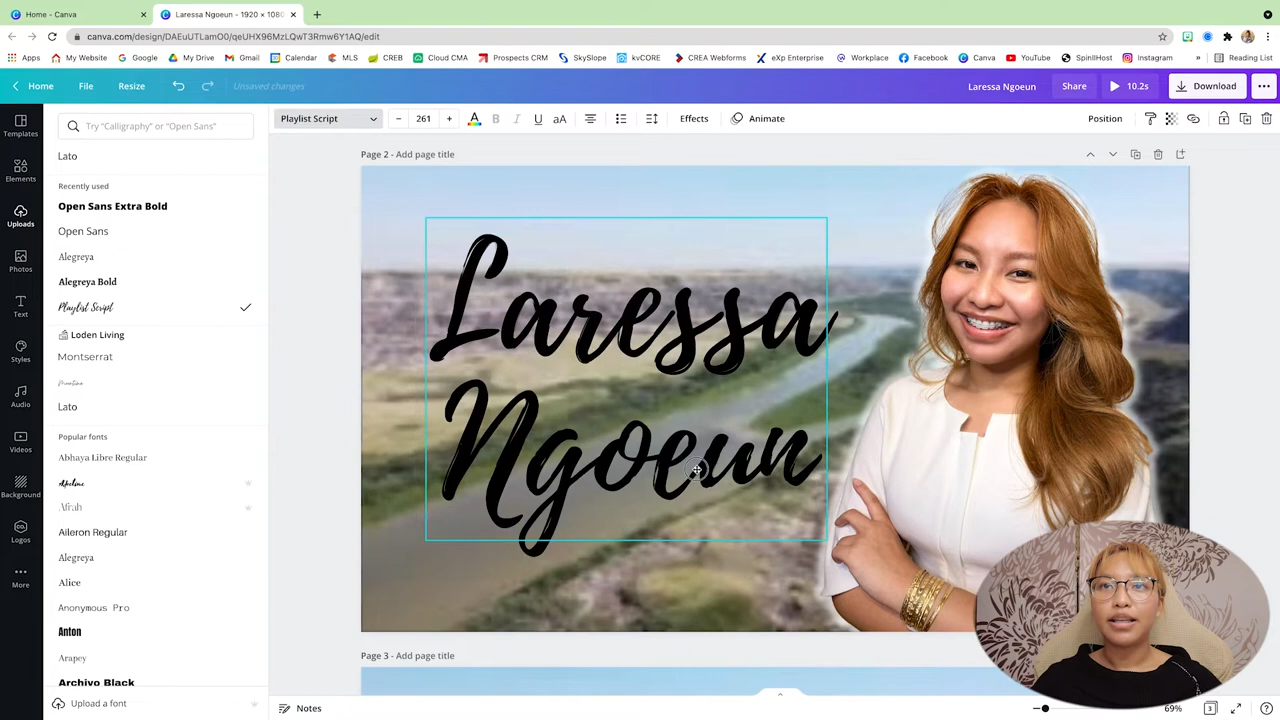 Home - Canva
Laressa Ngoeun - 1920 × 1080
canva.com/design/DAEuUTLamO0/qeUHX96MzLQwT3Rmw6Y1AQ/edit
Apps
My Website
Google
My Drive
Gmail
Calendar
MLS
CREB
Cloud CMA
Prospects CRM
SkySlope
kvCORE
CREA Webforms
eXp Enterprise
Workplace
Facebook
Canva
YouTube
SpinIIHost
Instagram
»
Reading List
Home
File
Resize
Unsaved changes
Laressa Ngoeun
Share
10.2s
Download
Templates
Elements
Uploads
Photos
Text
Styles
Audio
Videos
Background
Logos
More
Try “Calligraphy” or “Open Sans”
Lato
Recently used
Open Sans Extra Bold
Open Sans
Alegreya
Alegreya Bold
Playlist Script
Loden Living
Montserrat
Lato
Popular fonts
Abhaya Libre Regular
Afrah
Aileron Regular
Alegreya
Alice
Anonymous Pro
Anton
Arapey
Archivo Black
Upload a font
Playlist Script
261
A
B
I
U
aA
Effects
Animate
Position
Page 2 - Add page title
Laressa
Ngoeun
Page 3 - Add page title
Notes
69%
3